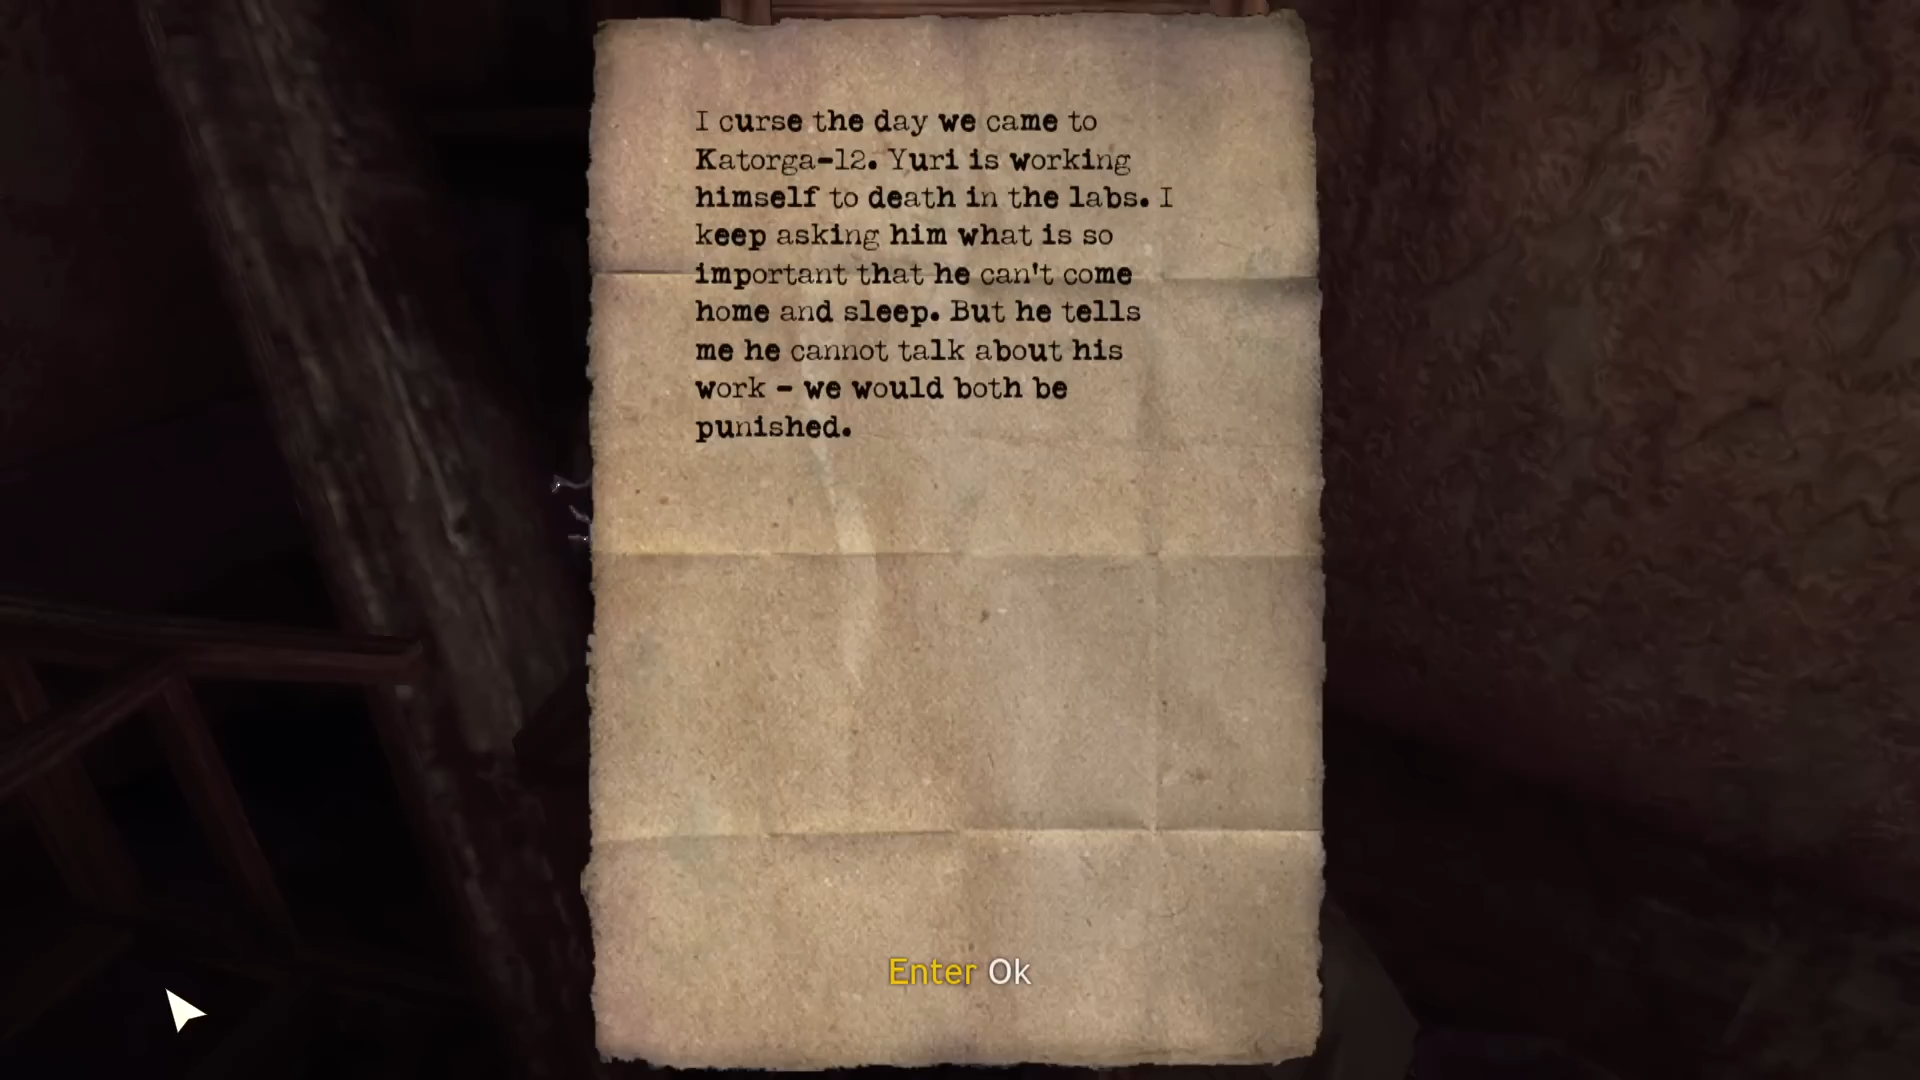 I curse the day we came to
Katorga-12. Yuri is working
himself to death in the labs. I
keep asking him what is so
important that he can't come
home and sleep. But he tells
me he cannot talk about his
work - we would both be
punished.
Enter Ok